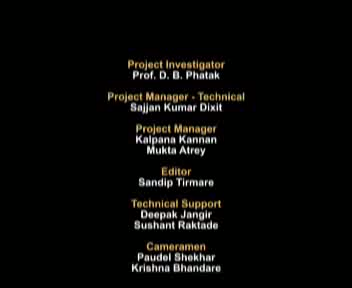 Project Investigator
Prof. D. B. Phatak
Project Manager - Technical
Sajjan Kumar Dixit
Project Manager
Kalpana Kannan
Mukta Atrey
Editor
Sandip Tirmare
Technical Support
Deepak Jangir
Sushant Raktade
Cameramen
Paudel Shekhar
Krishna Bhandare